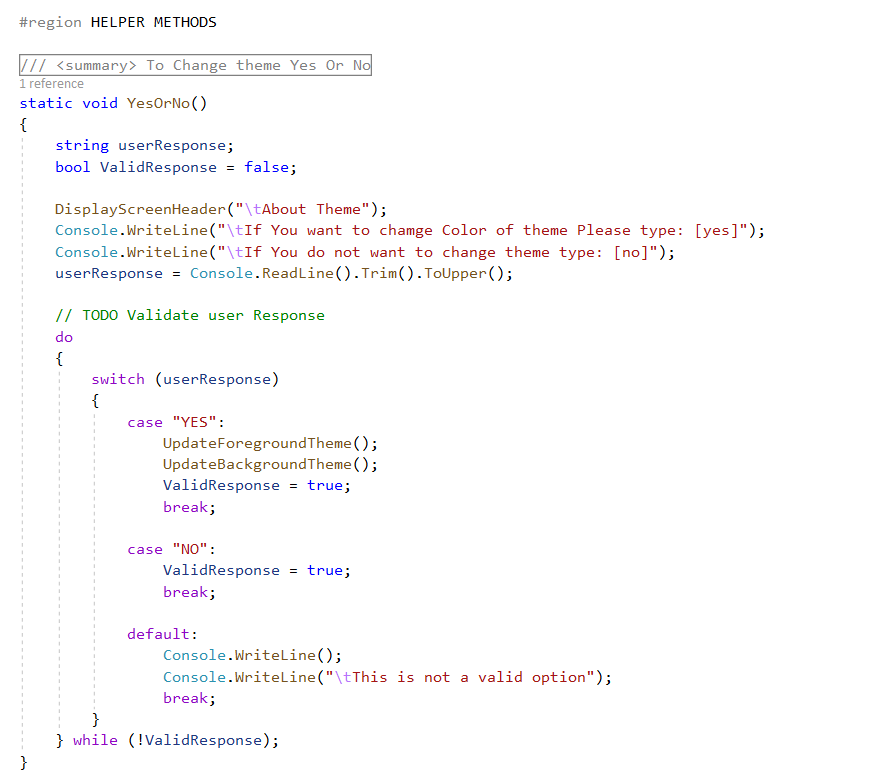 #region HELPER METHODS
/// <summary> To Change theme Yes Or No
1 reference
static void YesOrNo()
{
string userResponse;
bool ValidResponse = false;
DisplayScreenHeader("\tAbout Theme");
Console.WriteLine("\tIf You want to chamge Color of theme Please type: [yes]");
Console.WriteLine("\tIf You do not want to change theme type: [no]");
userResponse = Console.ReadLine().Trim().ToUpper();
// TODO Validate user Response
do
{
switch (userResponse)
{
case "YES":
UpdateForegroundTheme();
UpdateBackgroundTheme();
ValidResponse = true;
break;
case "NO":
ValidResponse = true;
break;
default:
Console.WriteLine();
Console.WriteLine("\tThis is not a valid option");
break;
}
} while (!ValidResponse);
}